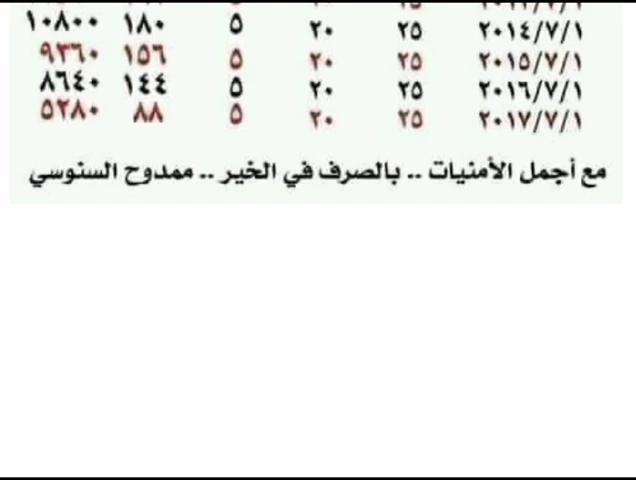 ٢٠١٤/٧/١ ٢٥ ٢٠ ٥ ١٨٠ ١٠٨٠٠
٢٠١٥/٧/١ ٢٥ ٢٠ ٥ ١٥٦ ٩٣٦٠
٢٠١٦/٧/١ ٢٥ ٢٠ ٥ ١٤٤ ٨٦٤٠
٢٠١٧/٧/١ ٢٥ ٢٠ ٥ ٨٨ ٥٢٨٠
مع أجمل الأمنيات .. بالصرف في الخير .. ممدوح السنوسي